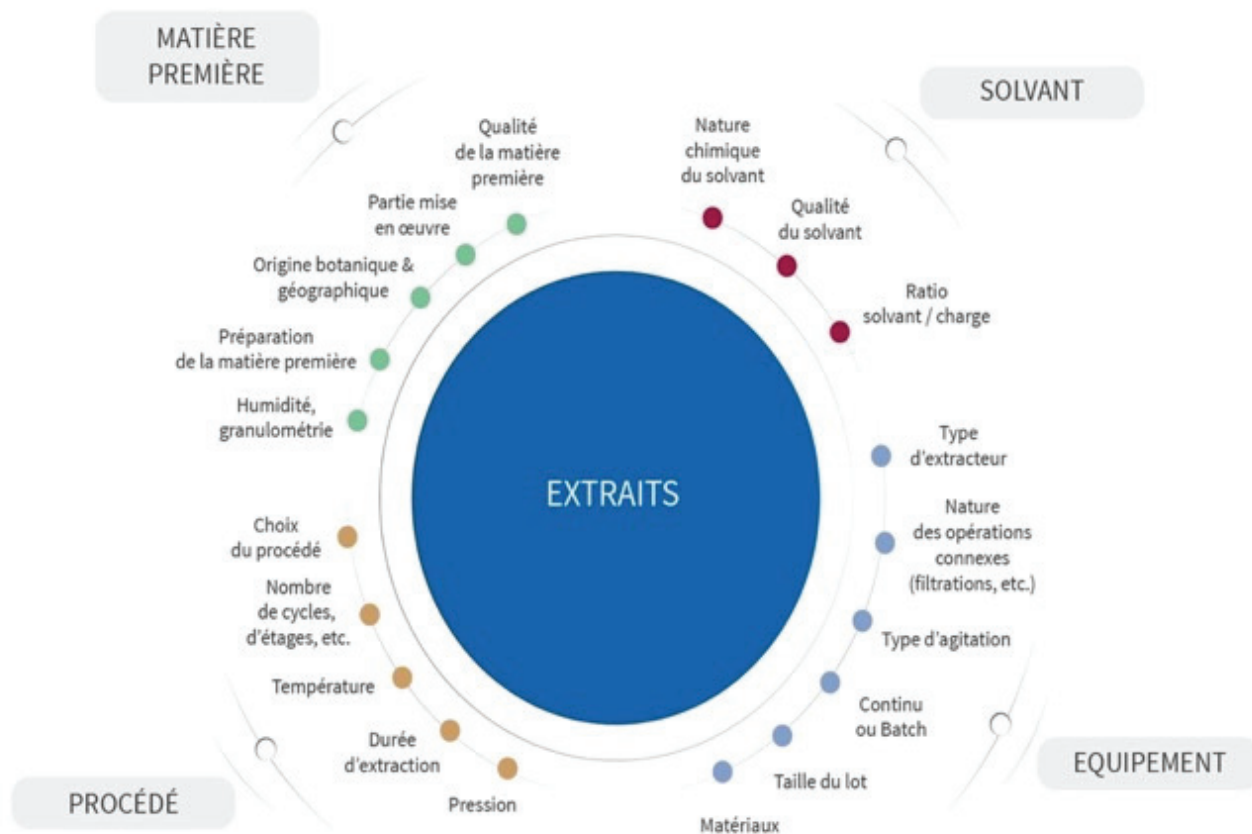 MATIÈRE
PREMIÈRE
Qualité
de la matière
première
Partie mise
en œuvre
Origine botanique &
géographique
Préparation
de la matière première
Humidité,
granulométrie
SOLVANT
Nature
chimique
du solvant
Qualité
du solvant
Ratio
solvant / charge
EXTRAITS
Choix
du procédé
Nombre
de cycles,
d'étages, etc.
Température
Durée
d'extraction
Pression
PROCÉDÉ
Type
d'extracteur
Nature
des opérations
connexes
(filtrations, etc.)
Type d'agitation
Continu
ou Batch
Taille du lot
Matériaux
EQUIPEMENT